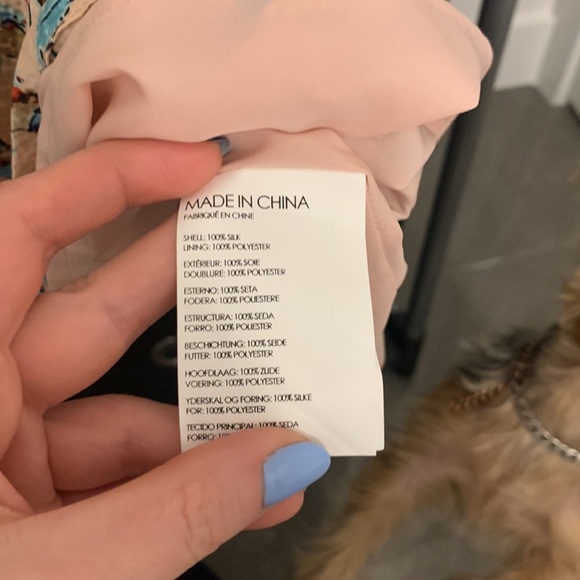 MADE IN CHINA
FABRIQUÉ EN CHINE
SHELL: 100% SILK
LINING: 100% POLYESTER
EXTÉRIEUR: 100% SOIE
DOUBLURE: 100% POLYESTER
ESTERNO: 100% SETA
FODERA: 100% POLIESTERE
ESTRUCTURA: 100% SEDA
FORRO: 100% POLIESTER
BESCHICHTUNG: 100% SEIDE
FUTTER: 100% POLYESTER
HOOFDLAAG: 100% ZIJDE
VOERING: 100% POLYESTER
YDERSKAL OG FORING: 100% SILKE
FOR: 100% POLYESTER
TECIDO PRINCIPAL: 100% SEDA
FORRO: